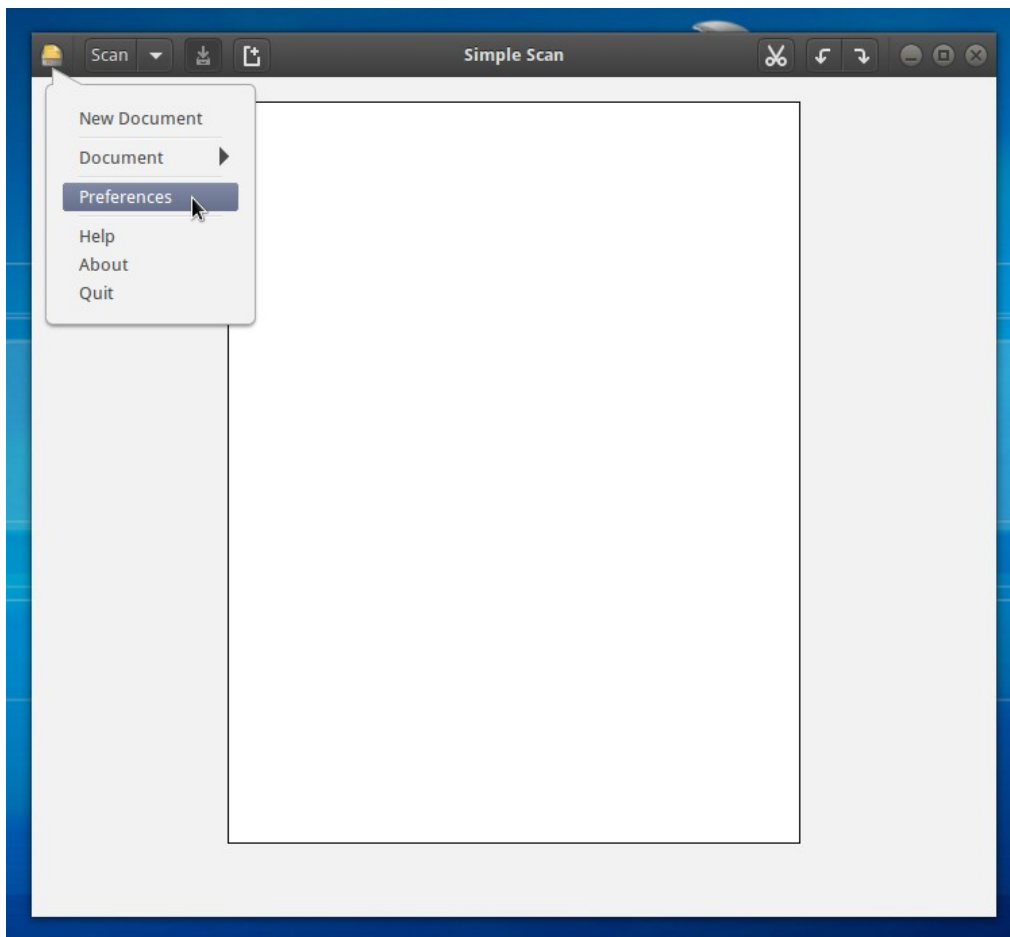 Scan
Simple Scan
New Document
Document
Preferences
Help
About
Quit